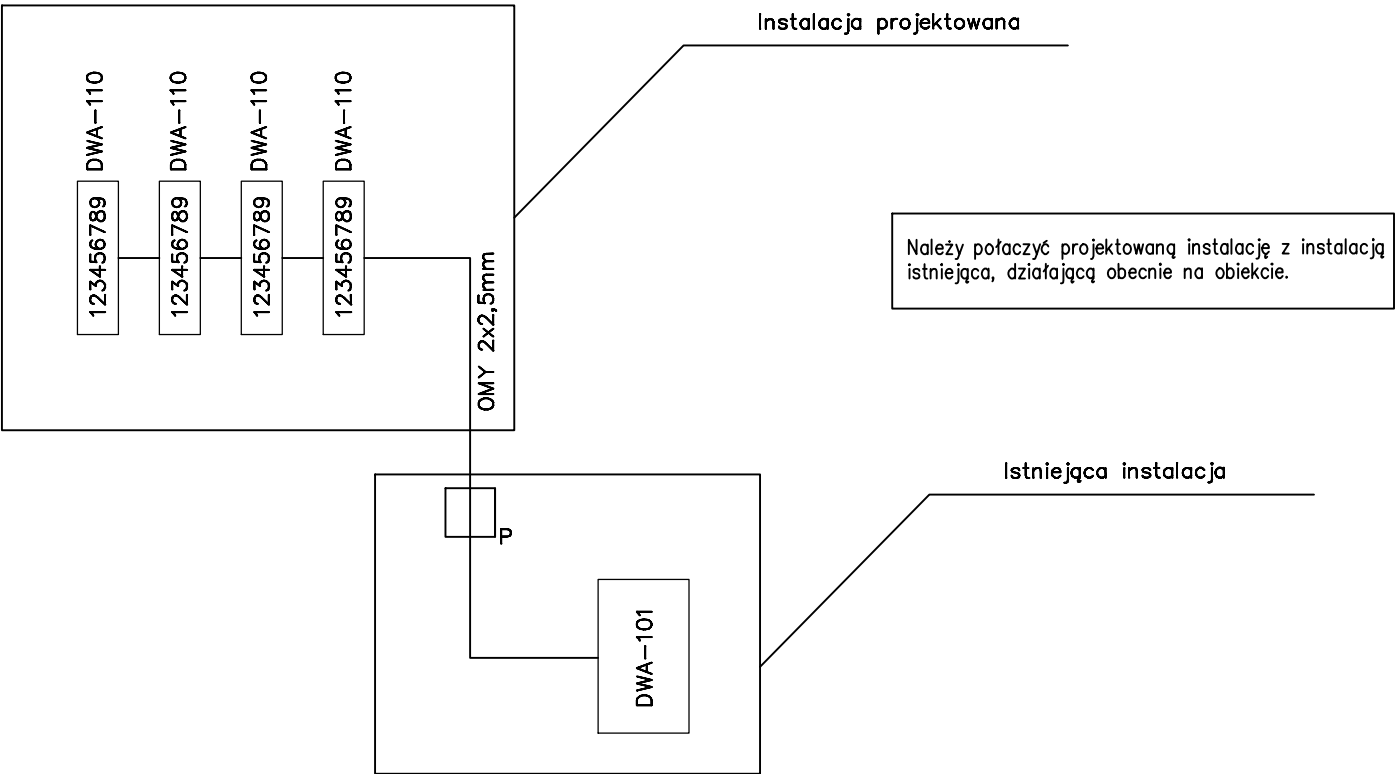 Instalacja projektowana
DWA-110
DWA-110
DWA-110
DWA-110
123456789
123456789
123456789
123456789
OMY 2x2,5mm
Należy połaczyć projektowaną instalację z instalacją
istniejąca, działającą obecnie na obiekcie.
Istniejąca instalacja
P
DWA-101